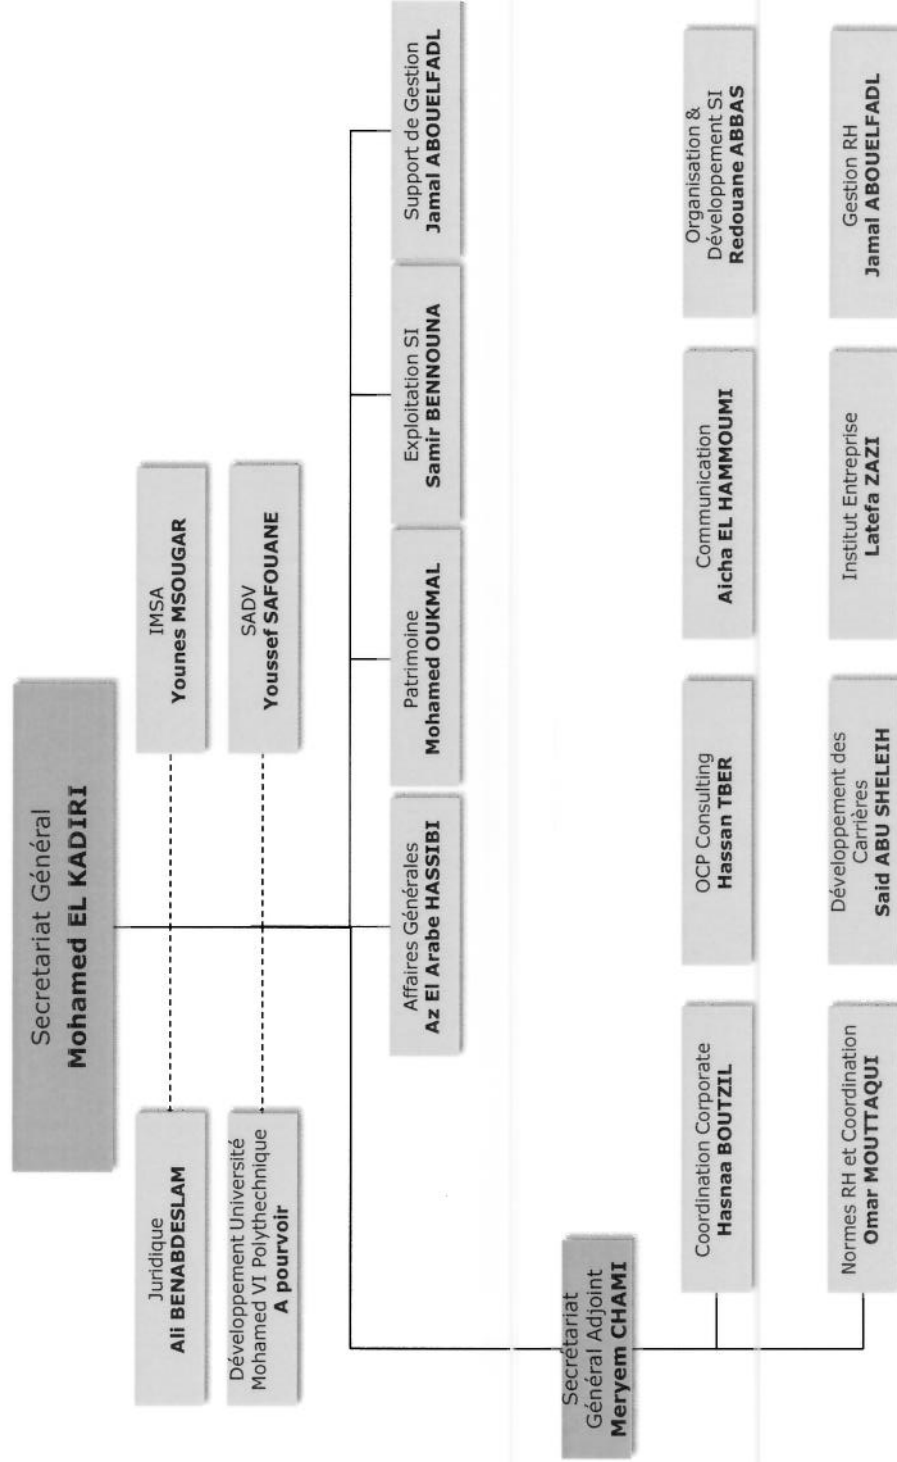 Secretariat Général
Mohamed EL KADIRI
Juridique
Ali BENABDESLAM
IMSA
Younes MSOUGAR
Développement Université
Mohamed VI Polythechnique
A pourvoir
SADV
Youssef SAFOUANE
Affaires Générales
Az El Arabe HASSIBI
Patrimoine
Mohamed OUKMAL
Exploitation SI
Samir BENNOUNA
Support de Gestion
Jamal ABOUELFADL
Secrétariat
Général Adjoint
Meryem CHAMI
Coordination Corporate
Hasnaa BOUTZIL
OCP Consulting
Hassan TBER
Communication
Aicha EL HAMMOUMI
Organisation &
Développement SI
Redouane ABBAS
Normes RH et Coordination
Omar MOUTTAQUI
Développement des
Carrières
Said ABU SHELEIH
Institut Entreprise
Latefa ZAZI
Gestion RH
Jamal ABOUELFADL